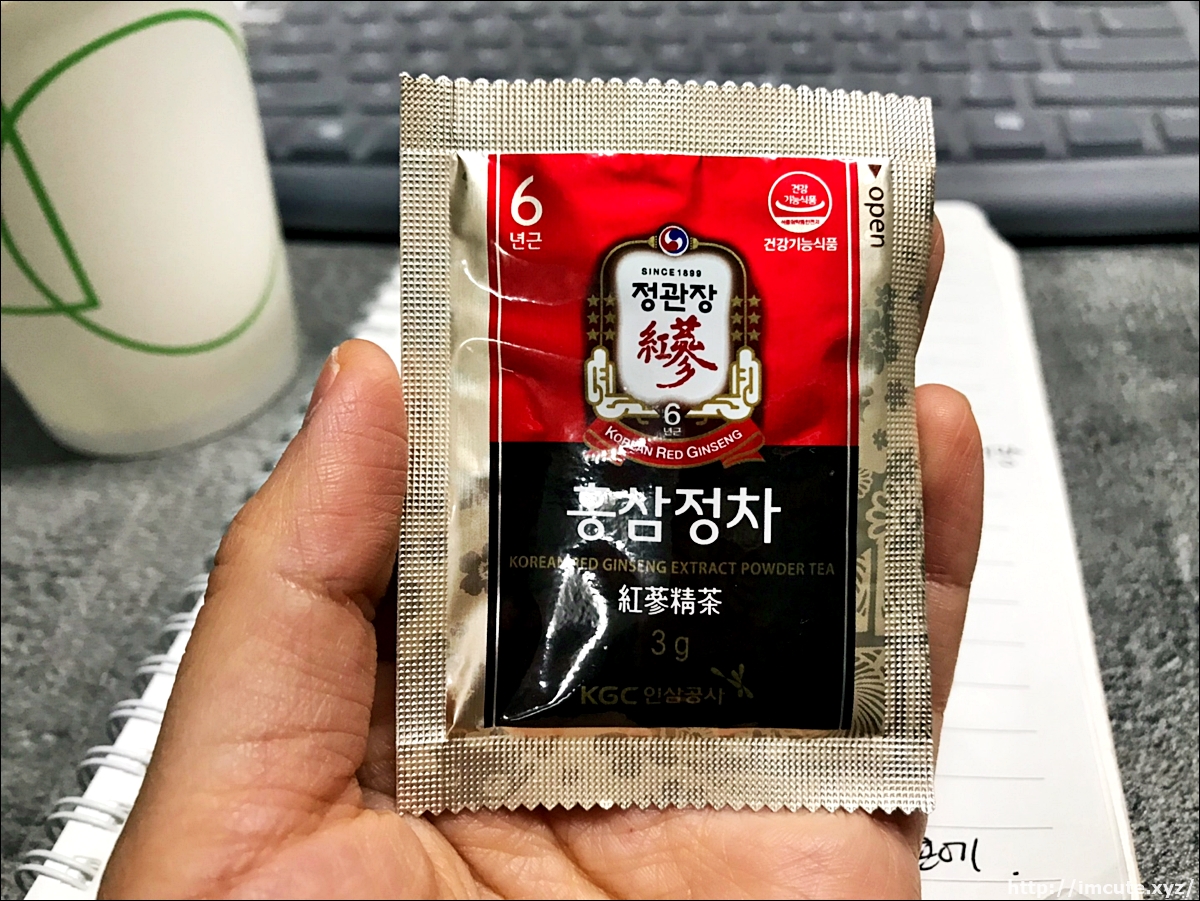 6
년근
건강
기능식품
건강기능식품
open
SINCE 1899
정관장
紅蔘
6
년근
KOREAN RED GINSENG
홍삼정차
KOREAN RED GINSENG EXTRACT POWDER TEA
紅蔘精茶
3 g
KGC 인삼공사
http://imcute.xyz/